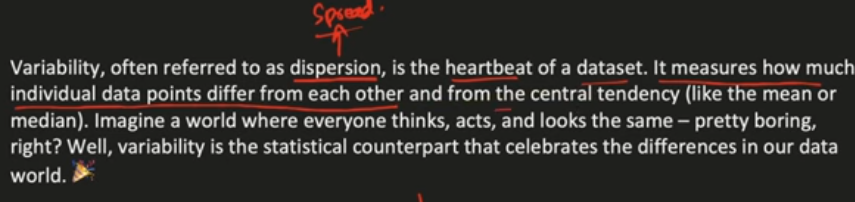 Spread.
Variability, often referred to as dispersion, is the heartbeat of a dataset. It measures how much
individual data points differ from each other and from the central tendency (like the mean or
median). Imagine a world where everyone thinks, acts, and looks the same – pretty boring,
right? Well, variability is the statistical counterpart that celebrates the differences in our data
world. 🎉